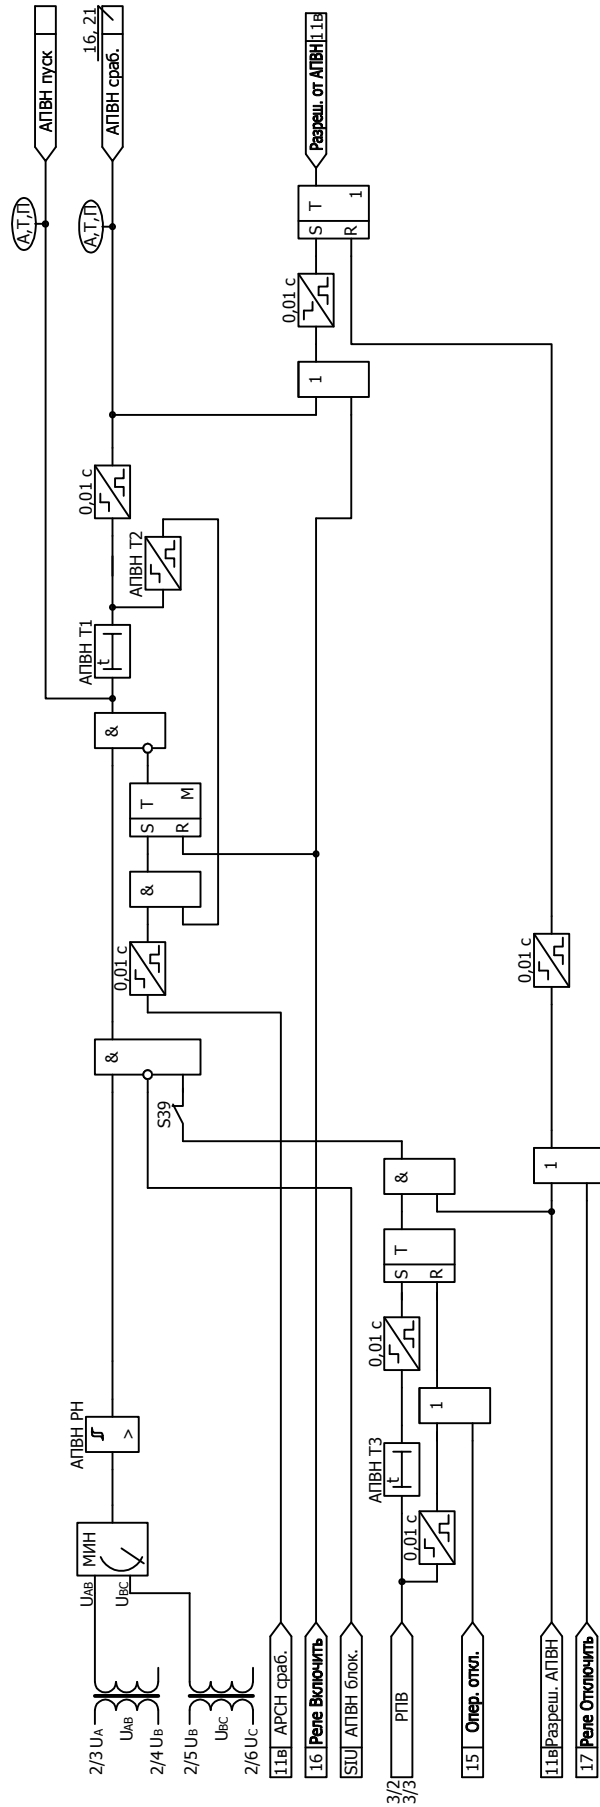 АПВН пуск
16, 21
АПВН сраб.
Разреш. от АПВН 11в
А,Т,П
А,Т,П
S T 1
R
0,01 с
1
0,01 с
АПВН Т2
АПВН Т1
t
&
S T M
R
&
0,01 с
&
S39
0,01 с
1
&
S T
R
0,01 с
АПВН РН
>
1
АПВН Т3
t
0,01 с
МИН
UAB
UBC
2/3 UA
UAB
2/4 UB
2/5 UB
UBC
2/6 UC
11в АРСН сраб.
16 Реле Включить
SIU АПВН блок.
3/2
3/3
РПВ
15 Опер. откл.
11в Разреш. АПВН
17 Реле Отключить